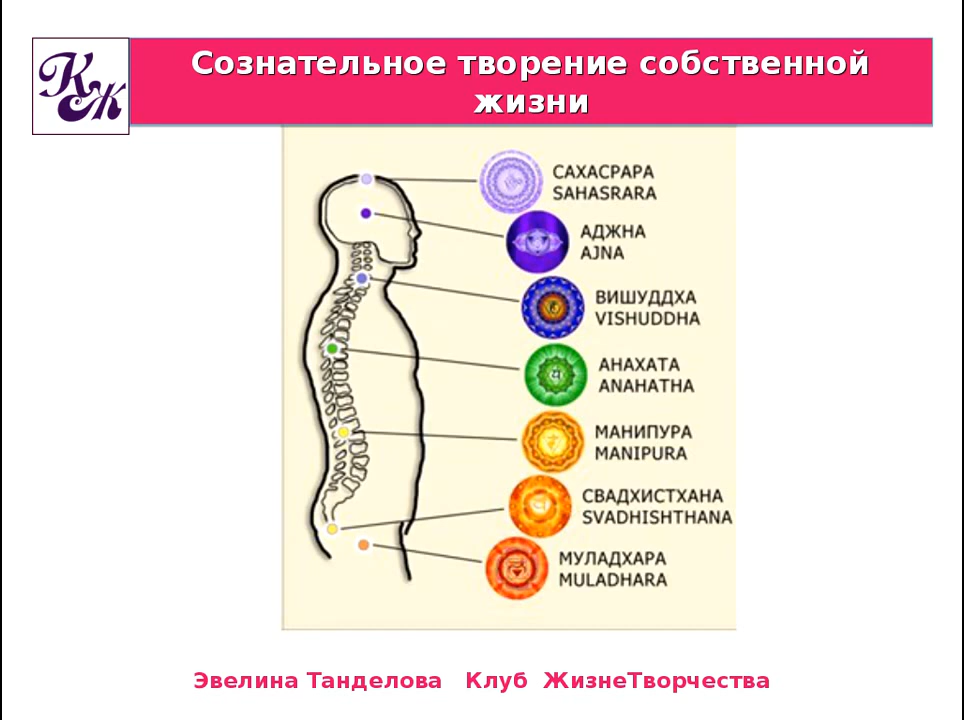 КЖ
Сознательное творение собственной
жизни
САХАСРАРА
SAHASRARA
АДЖНА
AJNA
ВИШУДДХА
VISHUDDHA
АНАХАТА
ANAHATHA
МАНИПУРА
MANIPURA
СВАДХИСТХАНА
SVADHISHTHANA
МУЛАДХАРА
MULADHARA
Эвелина Танделова Клуб ЖизнеТворчества